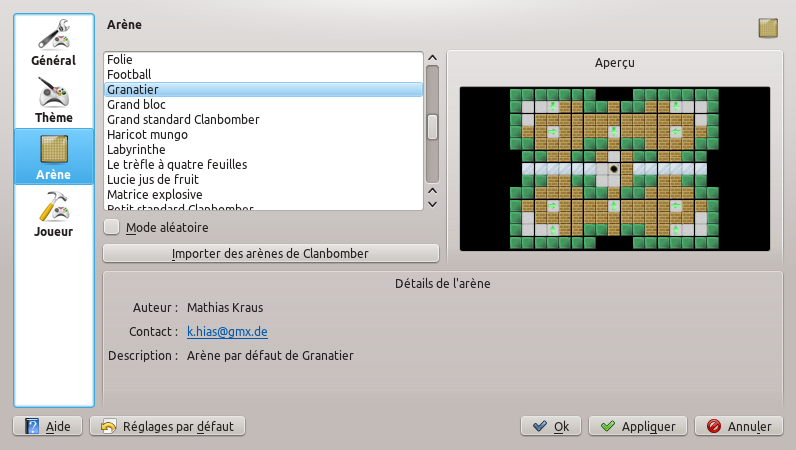 Arène
Général
Thème
Arène
Joueur
Folie
Football
Granatier
Grand bloc
Grand standard Clanbomber
Haricot mungo
Labyrinthe
Le trèfle à quatre feuilles
Lucie jus de fruit
Matrice explosive
Petit standard Clanbomber
Mode aléatoire
Importer des arènes de Clanbomber
Aperçu
Détails de l'arène
Auteur : Mathias Kraus
Contact : k.hias@gmx.de
Description : Arène par défaut de Granatier
Aide
Réglages par défaut
Ok
Appliquer
Annuler